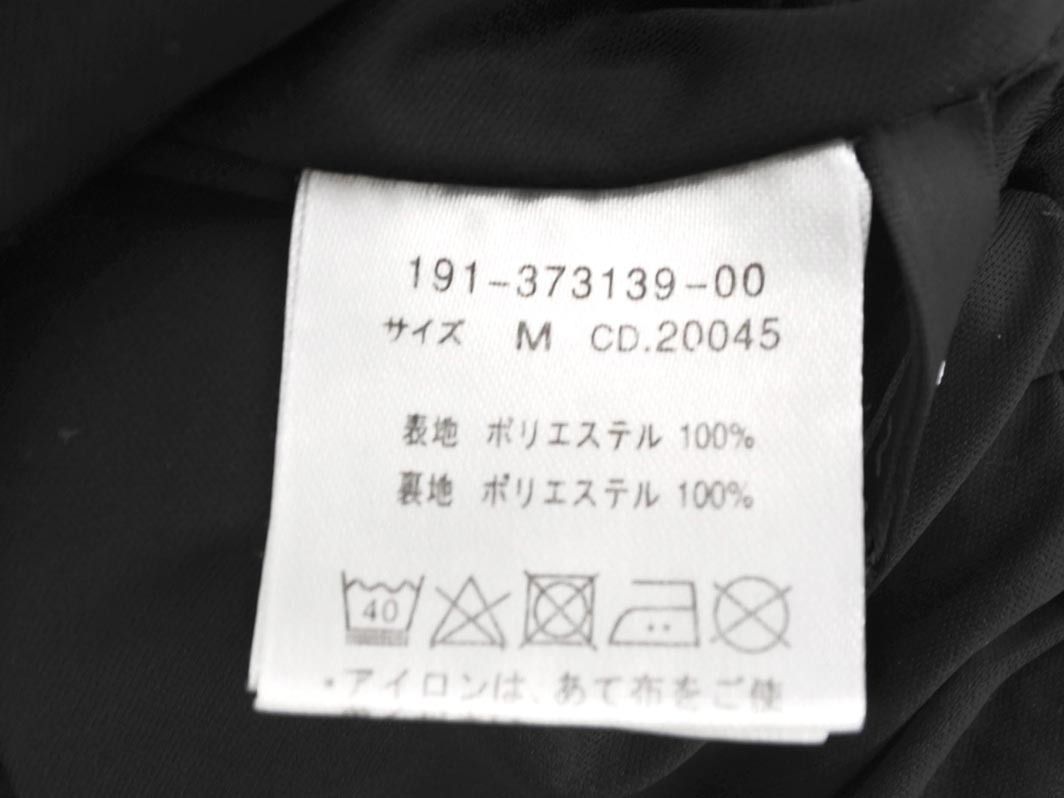 191-373139-00
サイズ M CD.20045
表地 ポリエステル 100%
裏地 ポリエステル 100%
40
・アイロンは、あて布をご使